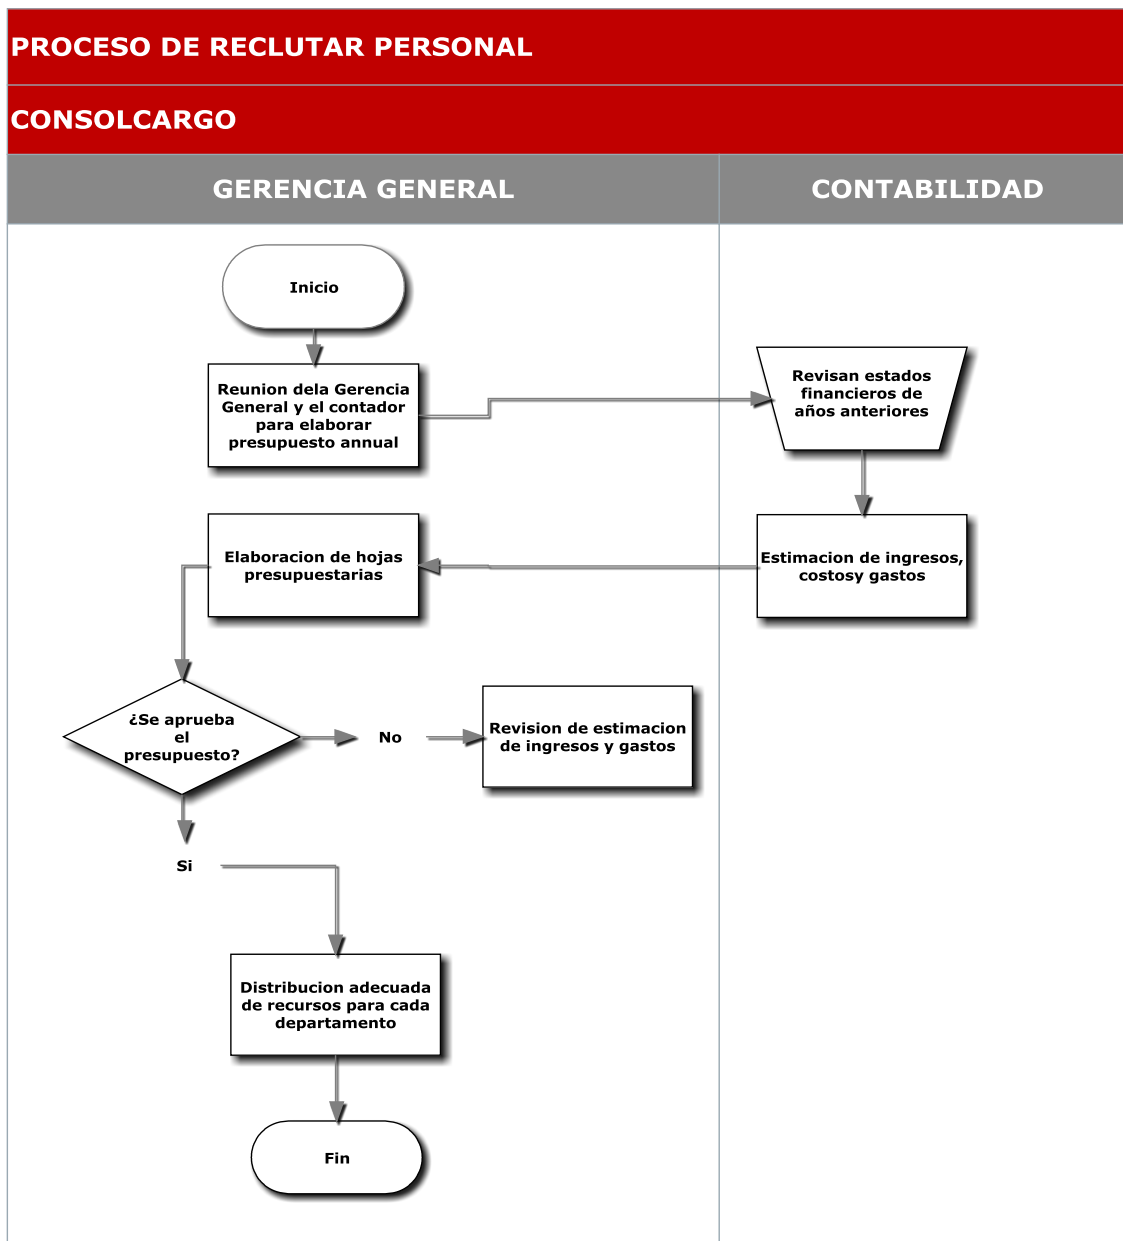 PROCESO DE RECLUTAR PERSONAL
CONSOLCARGO
GERENCIA GENERAL
CONTABILIDAD
Inicio
Reunion dela Gerencia
General y el contador
para elaborar
presupuesto annual
Revisan estados
financieros de
años anteriores
Estimacion de ingresos,
costosy gastos
Elaboracion de hojas
presupuestarias
¿Se aprueba
el
presupuesto?
No
Revision de estimacion
de ingresos y gastos
Si
Distribucion adecuada
de recursos para cada
departamento
Fin